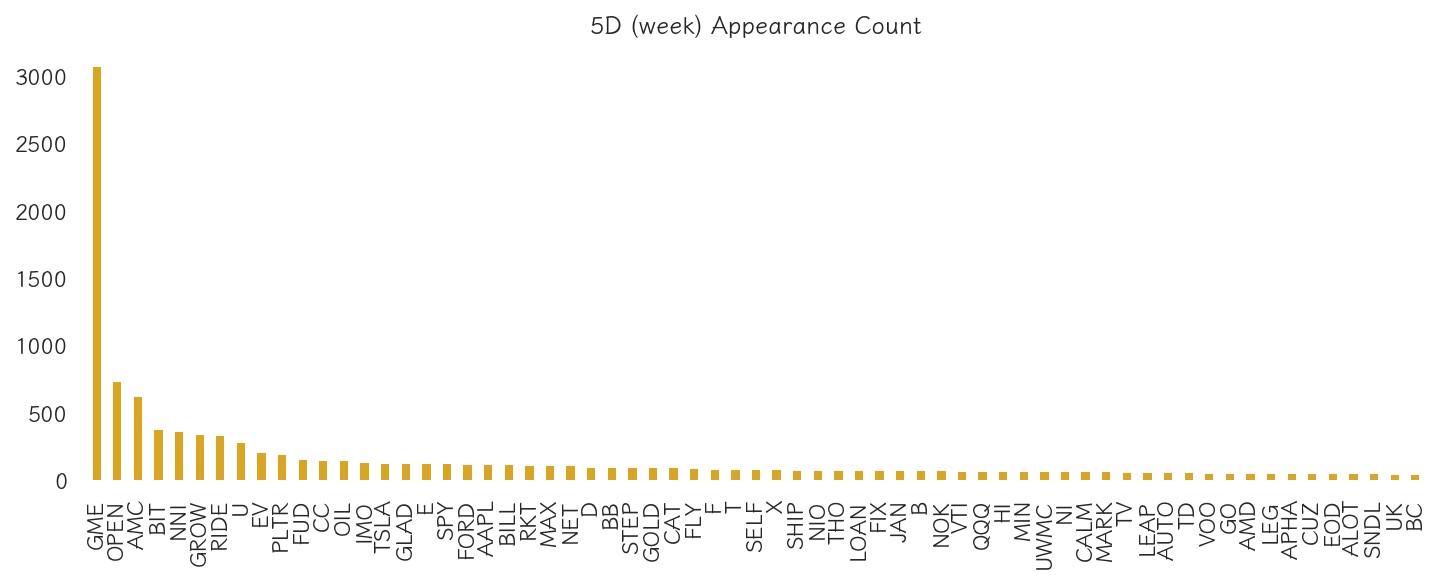 5D (week) Appearance Count
3000
2500
2000
1500
1000
500
0
GME
OPEN
AMC
BIT
NNI
GROW
RIDE
U
EV
PLTR
FUD
CC
OIL
IMO
TSLA
GLAD
E
SPY
FORD
AAPL
BILL
RKT
MAX
NET
D
BB
STEP
GOLD
CAT
FLY
F
T
SELF
X
SHIP
NIO
THO
LOAN
FIX
JAN
B
NOK
VTI
QQQ
HI
MIN
UWMC
NI
CALM
MARK
TV
LEAP
AUTO
TD
VOO
GO
AMD
LEG
APHA
CUZ
EOD
ALOT
SNDL
UK
BC